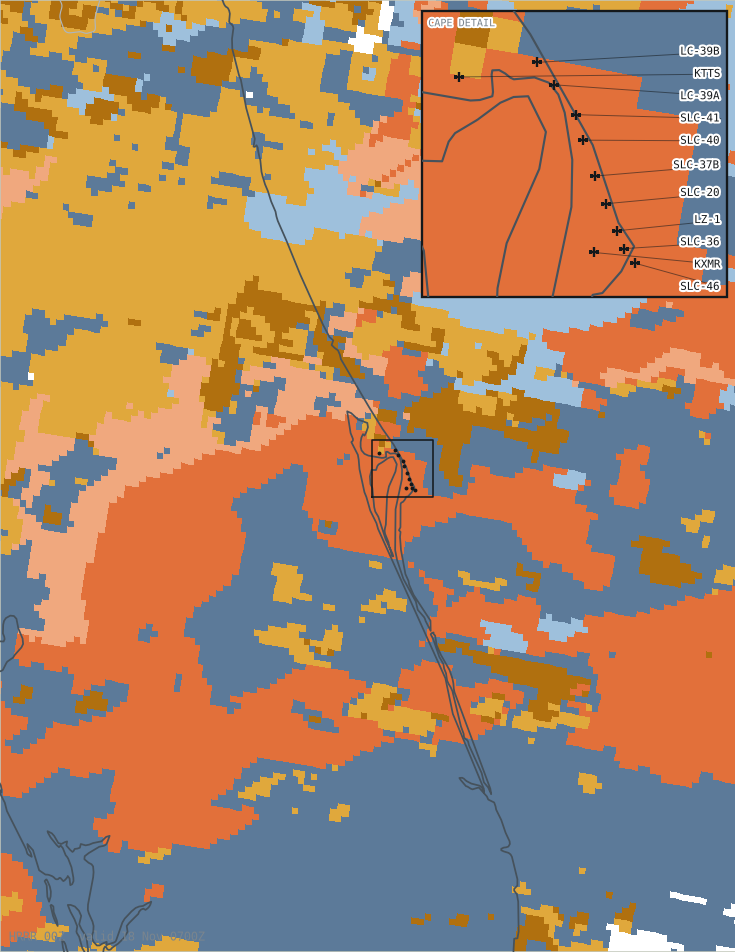 CAPE DETAIL
LC-39B
KTTS
LC-39A
SLC-41
SLC-40
SLC-37B
SLC-20
LZ-1
SLC-36
KXMR
SLC-46